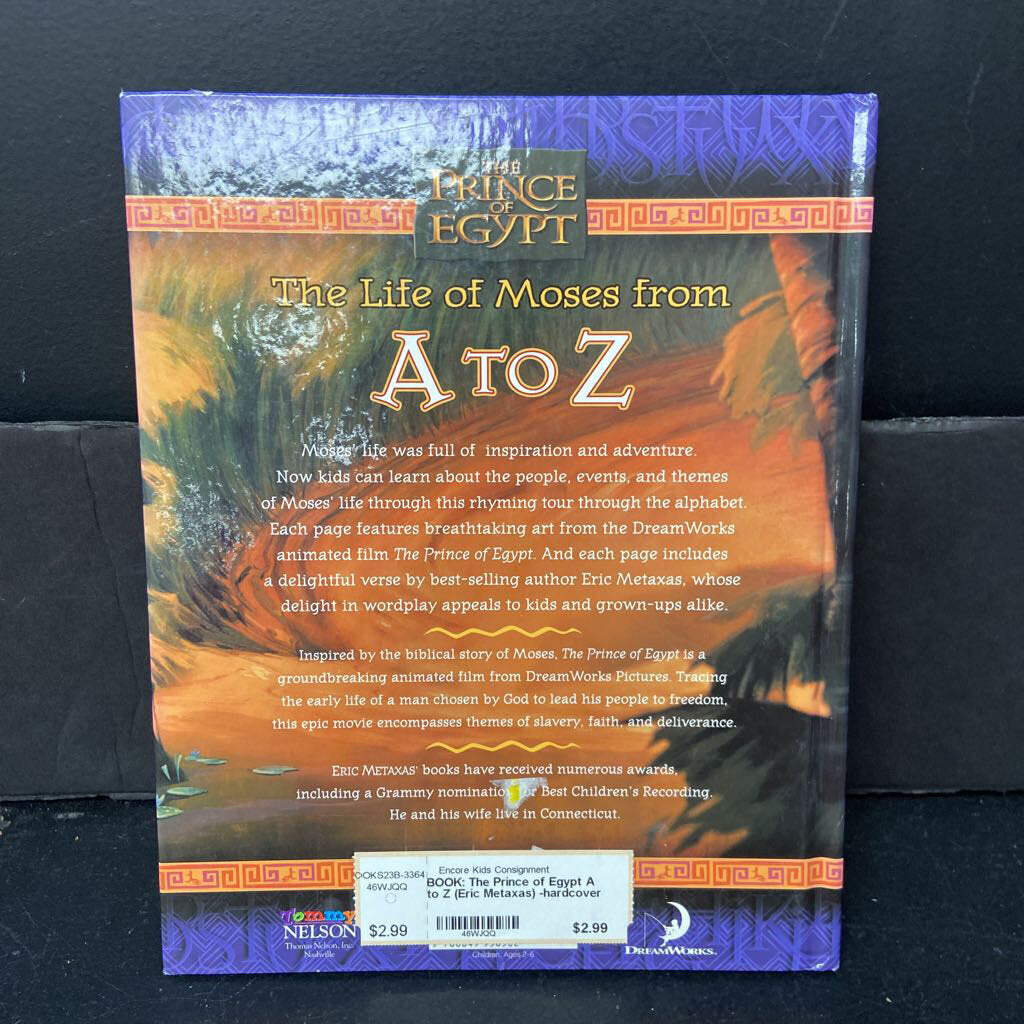 THE
PRINCE
OF
EGYPT
The Life of Moses from
A TO Z
Moses' life was full of inspiration and adventure.
Now kids can learn about the people, events, and themes
of Moses' life through this rhyming tour through the alphabet.
Each page features breathtaking art from the DreamWorks
animated film The Prince of Egypt. And each page includes
a delightful verse by best-selling author Eric Metaxas, whose
delight in wordplay appeals to kids and grown-ups alike.
Inspired by the biblical story of Moses, The Prince of Egypt is a
groundbreaking animated film from DreamWorks Pictures. Tracing
the early life of a man chosen by God to lead his people to freedom,
this epic movie encompasses themes of slavery, faith, and deliverance.
ERIC METAXAS' books have received numerous awards,
including a Grammy nomination for Best Children's Recording.
He and his wife live in Connecticut.
OOKS23B-3364
46WJQQ
$2.99
Encore Kids Consignment
BOOK: The Prince of Egypt A
to Z (Eric Metaxas) -hardcover
46WJQQ
$2.99
Tommy
NELSON
Thomas Nelson, Inc.
Nashville
Children, Ages 2-6
DREAMWORKS.